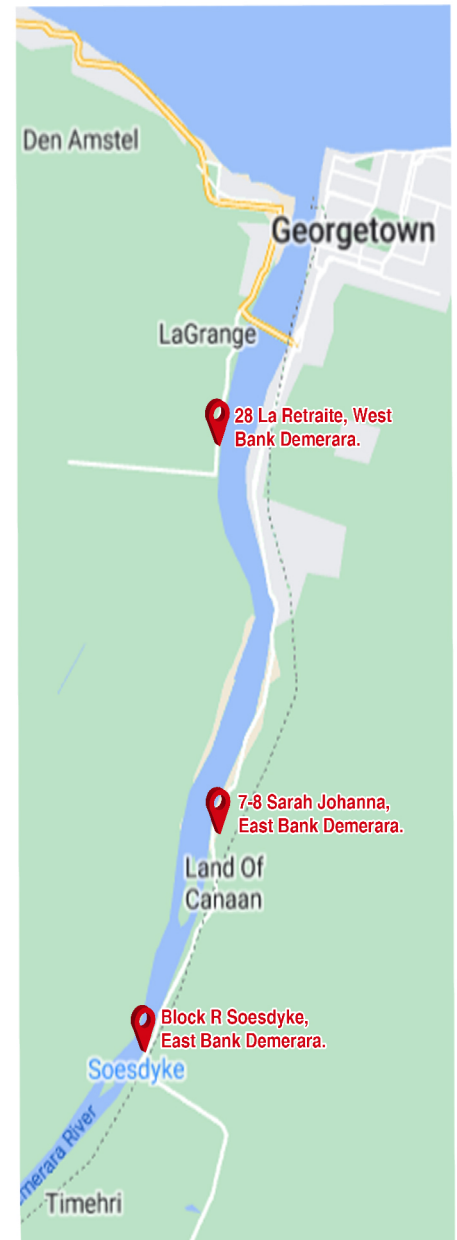 Den Amstel
Georgetown
LaGrange
28 La Retraite, West
Bank Demerara.
7-8 Sarah Johanna,
East Bank Demerara.
Land Of
Canaan
Block R Soesdyke,
East Bank Demerara.
Soesdyke
River
Timehri